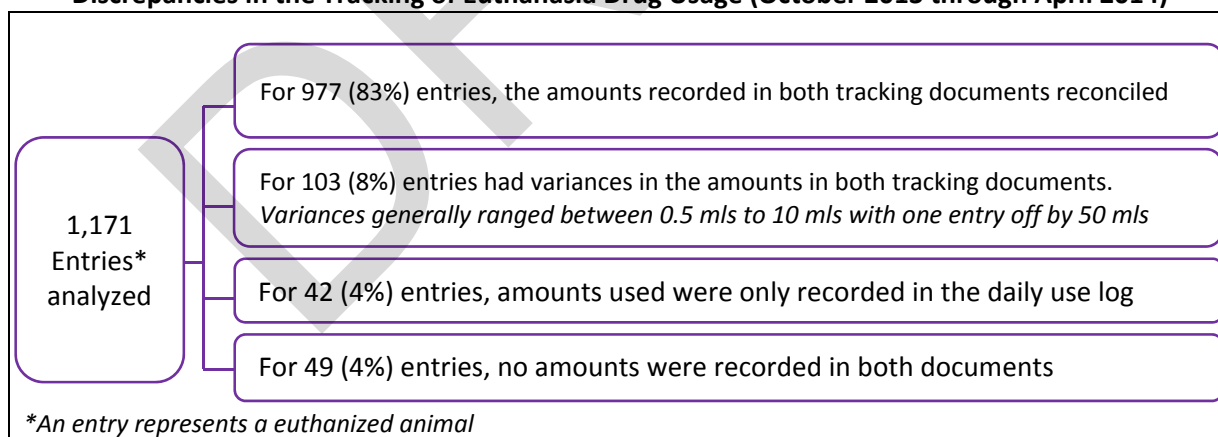 Discrepancies in the Tracking of Euthanasia Drug Usage (October 2013 through April 2014)
1,171
Entries*
analyzed
For 977 (83%) entries, the amounts recorded in both tracking documents reconciled
For 103 (8%) entries had variances in the amounts in both tracking documents.
Variances generally ranged between 0.5 mls to 10 mls with one entry off by 50 mls
For 42 (4%) entries, amounts used were only recorded in the daily use log
For 49 (4%) entries, no amounts were recorded in both documents
*An entry represents a euthanized animal